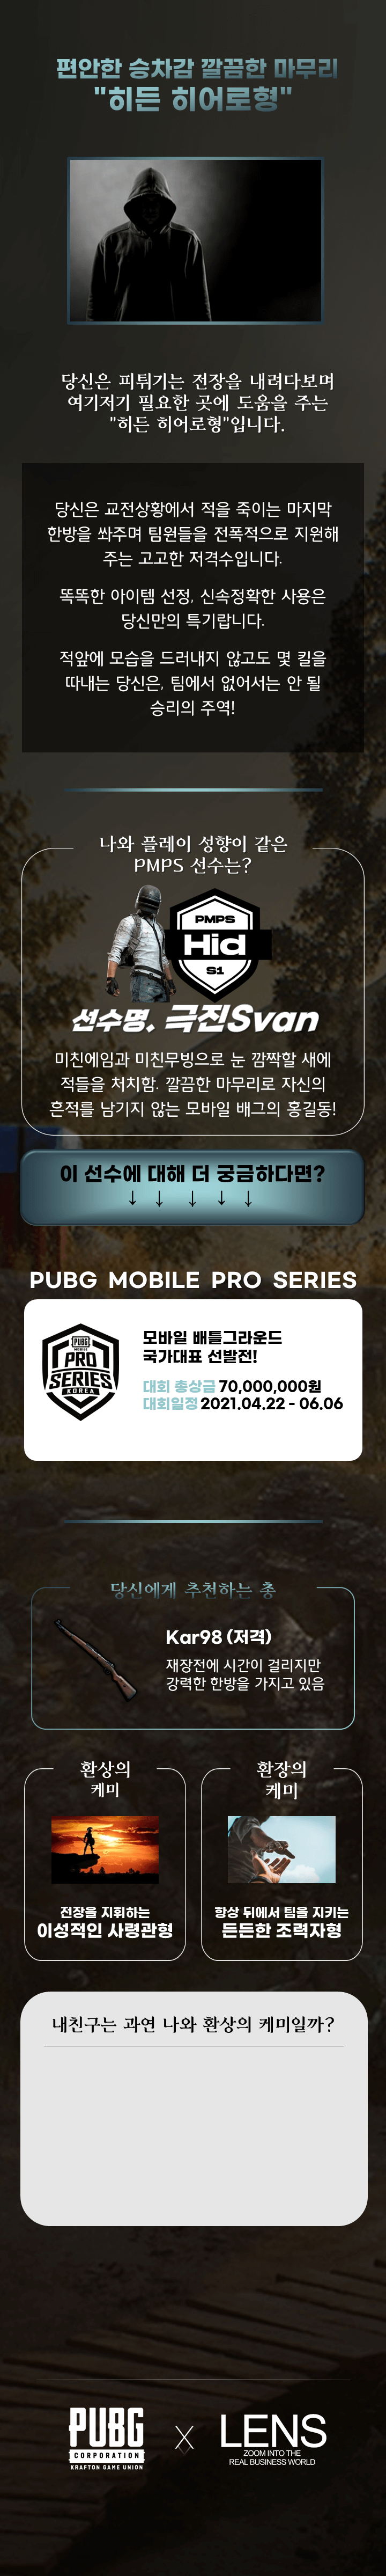 편안한 승차감 깔끔한 마무리
"히든 히어로형"
당신은 피튀기는 전장을 내려다보며
여기저기 필요한 곳에 도움을 주는
"히든 히어로형"입니다.
당신은 교전상황에서 적을 죽이는 마지막
한방을 쏴주며 팀원들을 전폭적으로 지원해
주는 고고한 저격수입니다.
똑똑한 아이템 선정, 신속정확한 사용은
당신만의 특기랍니다.
적앞에 모습을 드러내지 않고도 몇 킬을
따내는 당신은, 팀에서 없어서는 안 될
승리의 주역!
나와 플레이 성향이 같은
PMPS 선수는?
PMPS
Hid
S1
선수명. 극진Svan
미친에임과 미친무빙으로 눈 깜짝할 새에
적들을 처치함. 깔끔한 마무리로 자신의
흔적를 남기지 않는 모바일 배그의 홍길동!
이 선수에 대해 더 궁금하다면?
↓ ↓ ↓ ↓ ↓
PUBG MOBILE PRO SERIES
PUBG
MOBILE
PRO
SERIES
KOREA
모바일 배틀그라운드
국가대표 선발전!
대회 총상금 70,000,000원
대회일정 2021.04.22 - 06.06
당신에게 추천하는 총
Kar98 (저격)
재장전에 시간이 걸리지만
강력한 한방을 가지고 있음
환상의
케미
전장을 지휘하는
이성적인 사령관형
환장의
케미
항상 뒤에서 팀을 지키는
든든한 조력자형
내친구는 과연 나와 환상의 케미일까?
PUBG
CORPORATION
KRAFTON GAME UNION
X
LENS
ZOOM INTO THE
REAL BUSINESS WORLD